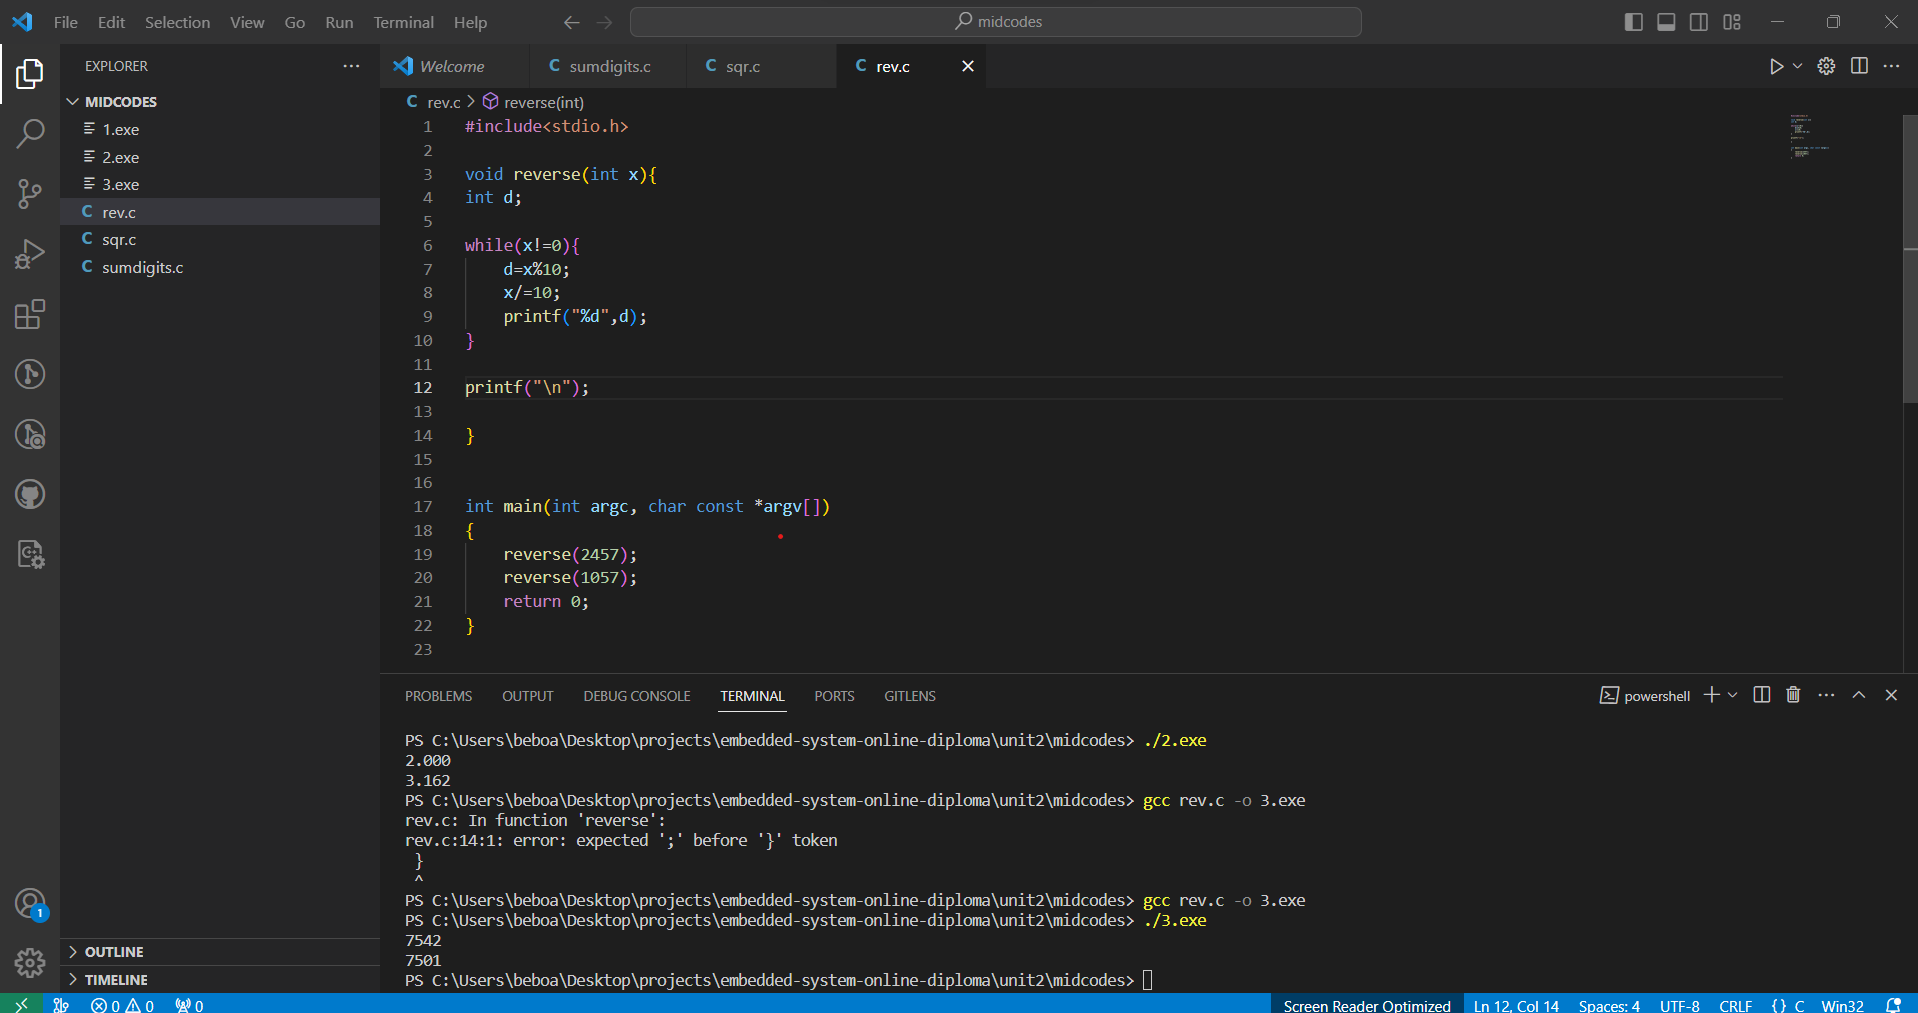 File Edit Selection View Go Run Terminal Help midcodes
EXPLORER
MIDCODES
1.exe
2.exe
3.exe
C rev.c
C sqr.c
C sumdigits.c
OUTLINE
TIMELINE
1
Welcome C sumdigits.c C sqr.c C rev.c
C rev.c > reverse(int)
1 #include<stdio.h>
2
3 void reverse(int x){
4 int d;
5
6 while(x!=0){
7 d=x%10;
8 x/=10;
9 printf("%d",d);
10 }
11
12 printf("\n");
13
14 }
15
16
17 int main(int argc, char const *argv[])
18 {
19 reverse(2457);
20 reverse(1057);
21 return 0;
22 }
23
PROBLEMS OUTPUT DEBUG CONSOLE TERMINAL PORTS GITLENS powershell
PS C:\Users\beboa\Desktop\projects\embedded-system-online-diploma\unit2\midcodes> ./2.exe
2.000
3.162
PS C:\Users\beboa\Desktop\projects\embedded-system-online-diploma\unit2\midcodes> gcc rev.c -o 3.exe
rev.c: In function 'reverse':
rev.c:14:1: error: expected ';' before '}' token
}
^
PS C:\Users\beboa\Desktop\projects\embedded-system-online-diploma\unit2\midcodes> gcc rev.c -o 3.exe
PS C:\Users\beboa\Desktop\projects\embedded-system-online-diploma\unit2\midcodes> ./3.exe
7542
7501
PS C:\Users\beboa\Desktop\projects\embedded-system-online-diploma\unit2\midcodes>
0 0 0 Screen Reader Optimized Ln 12, Col 14 Spaces: 4 UTF-8 CRLF {} C Win32